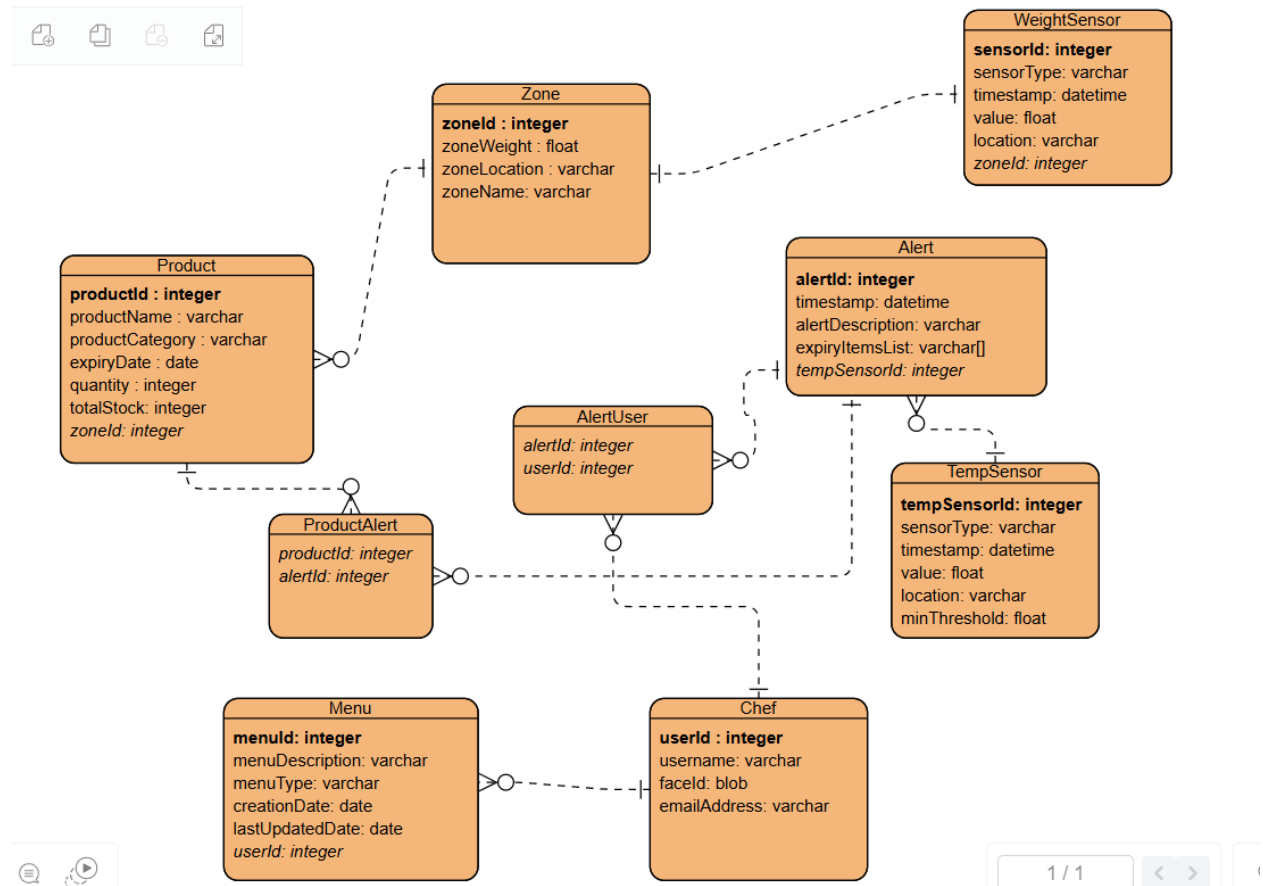 WeightSensor
sensorId: integer
sensorType: varchar
timestamp: datetime
value: float
location: varchar
zoneId: integer
Zone
zoneId : integer
zoneWeight : float
zoneLocation : varchar
zoneName: varchar
Product
productId : integer
productName : varchar
productCategory : varchar
expiryDate : date
quantity : integer
totalStock: integer
zoneId: integer
Alert
alertId: integer
timestamp: datetime
alertDescription: varchar
expiryItemsList: varchar[]
tempSensorId: integer
AlertUser
alertId: integer
userId: integer
TempSensor
tempSensorId: integer
sensorType: varchar
timestamp: datetime
value: float
location: varchar
minThreshold: float
ProductAlert
productId: integer
alertId: integer
Menu
menuId: integer
menuDescription: varchar
menuType: varchar
creationDate: date
lastUpdatedDate: date
userId: integer
Chef
userId : integer
username: varchar
faceId: blob
emailAddress: varchar
1 / 1